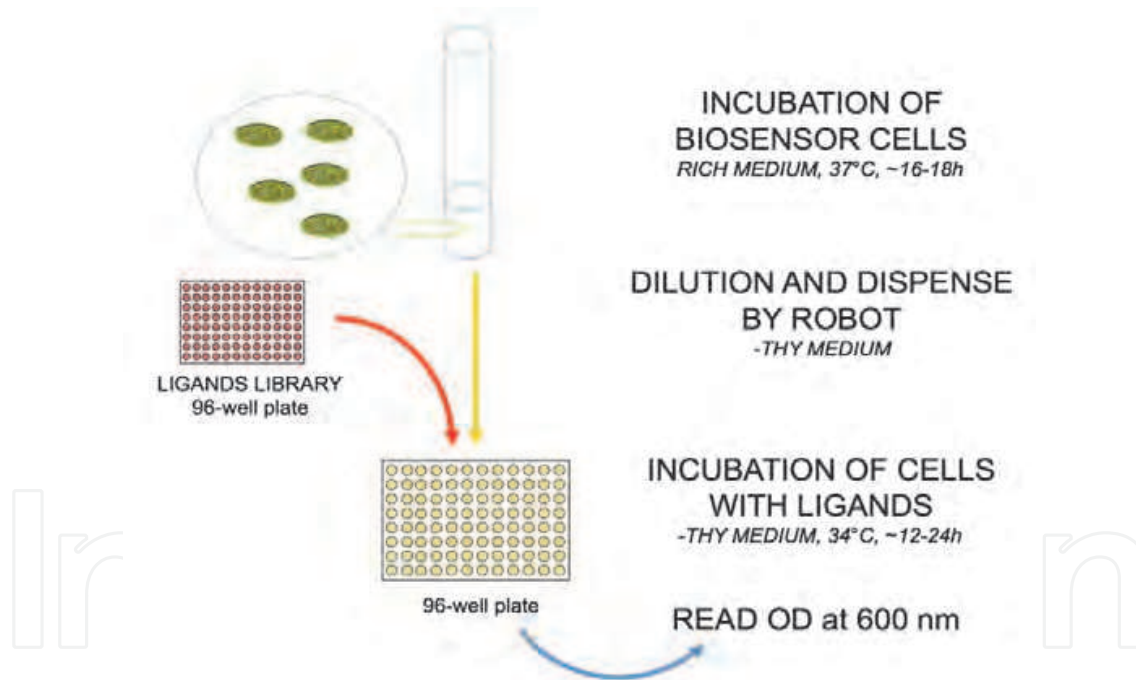 INCUBATION OF
BIOSENSOR CELLS
RICH MEDIUM, 37°C, ~16-18h
DILUTION AND DISPENSE
BY ROBOT
-THY MEDIUM
LIGANDS LIBRARY
96-well plate
INCUBATION OF CELLS
WITH LIGANDS
-THY MEDIUM, 34°C, ~12-24h
96-well plate
READ OD at 600 nm